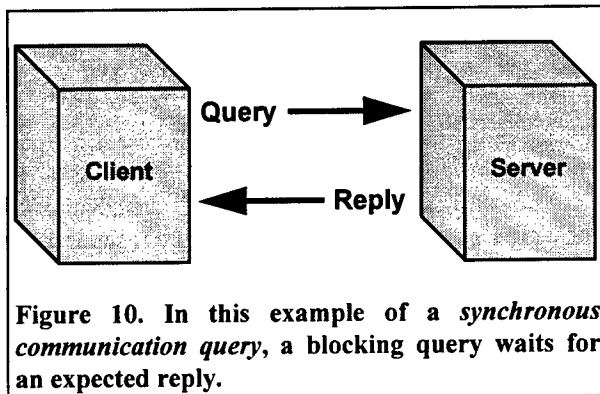 Query
Client
Server
Reply
Figure 10. In this example of a synchronous
communication query, a blocking query waits for
an expected reply.